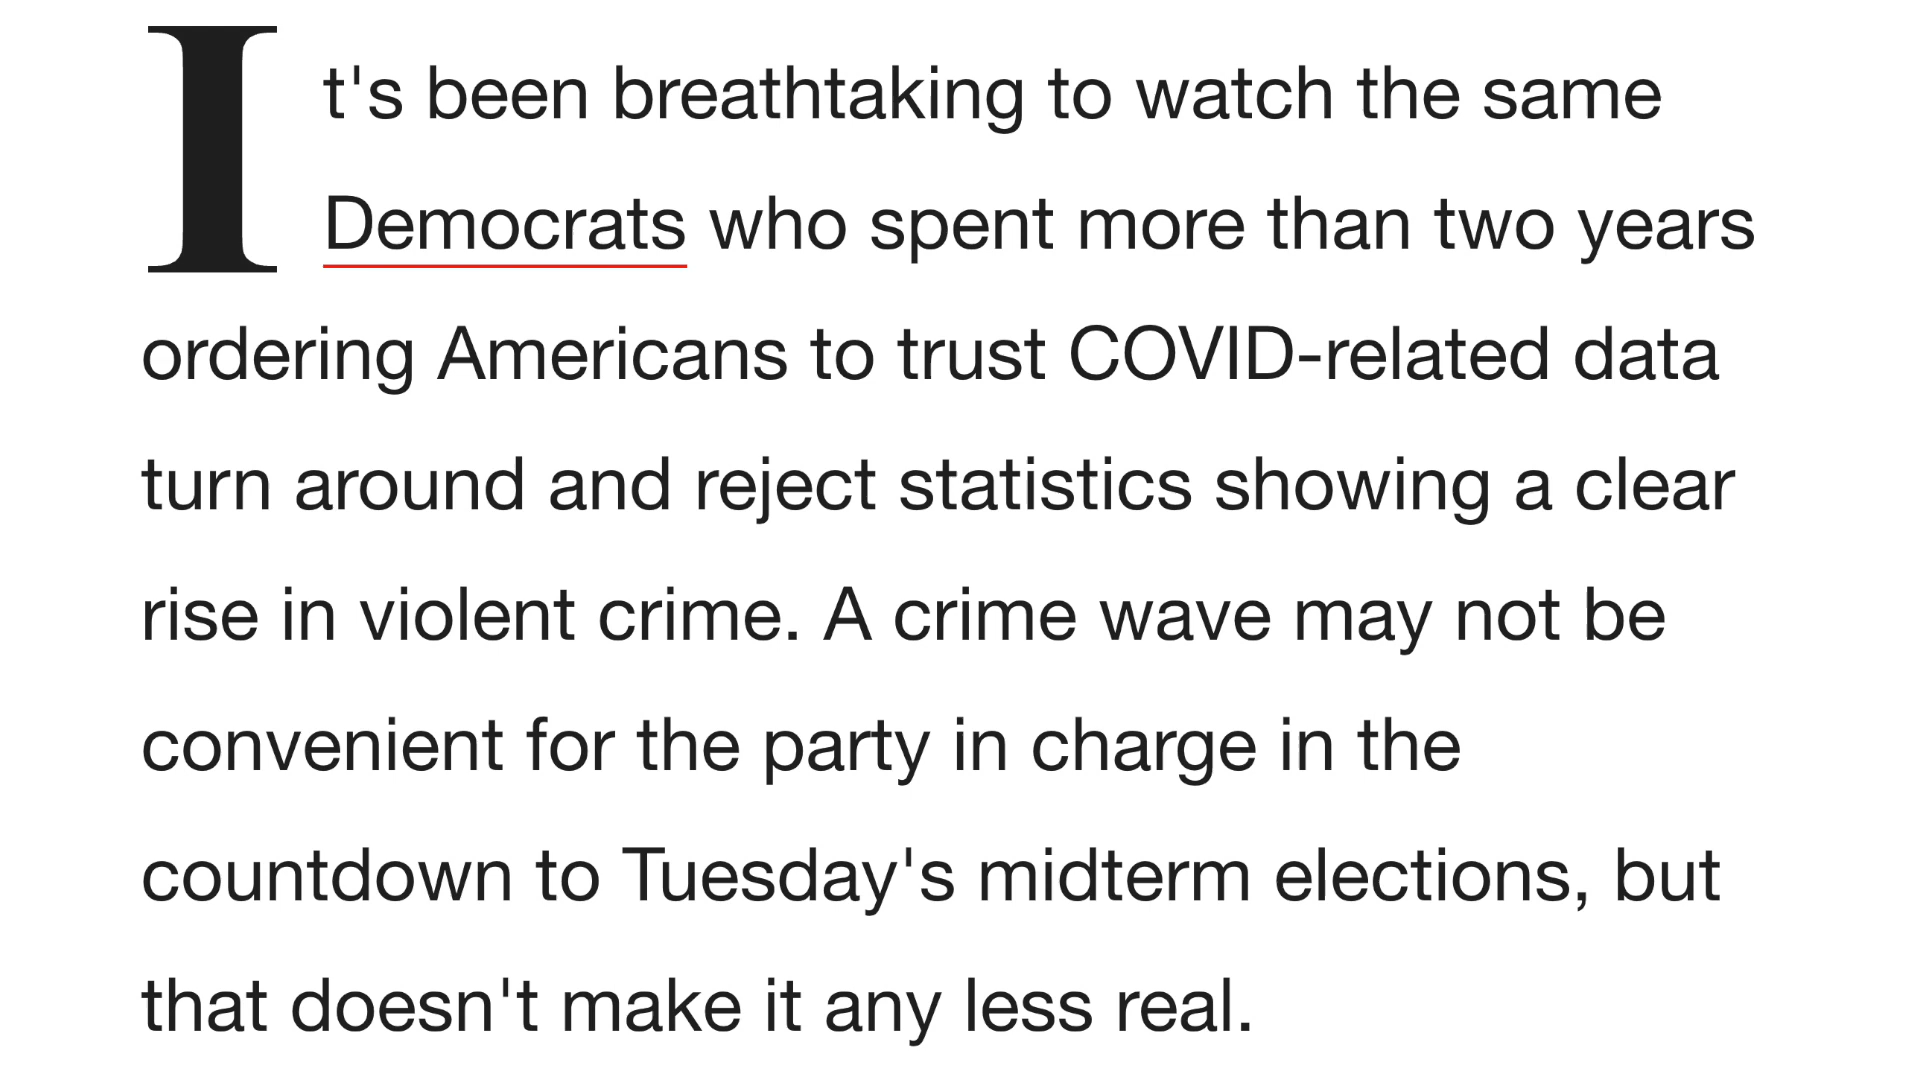 It's been breathtaking to watch the same
Democrats who spent more than two years
ordering Americans to trust COVID-related data
turn around and reject statistics showing a clear
rise in violent crime. A crime wave may not be
convenient for the party in charge in the
countdown to Tuesday's midterm elections, but
that doesn't make it any less real.